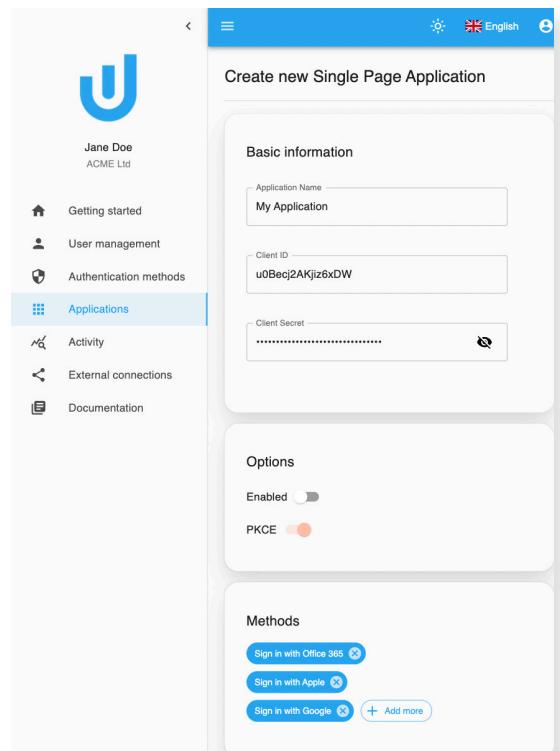 English
Create new Single Page Application
Jane Doe
ACME Ltd
Getting started
User management
Authentication methods
Applications
Activity
External connections
Documentation
Basic information
Application Name
My Application
Client ID
u0Becj2AKjiz6xDW
Client Secret
••••••••••••••••••••••••••••••••
Options
Enabled
PKCE
Methods
Sign in with Office 365
Sign in with Apple
Sign in with Google
Add more